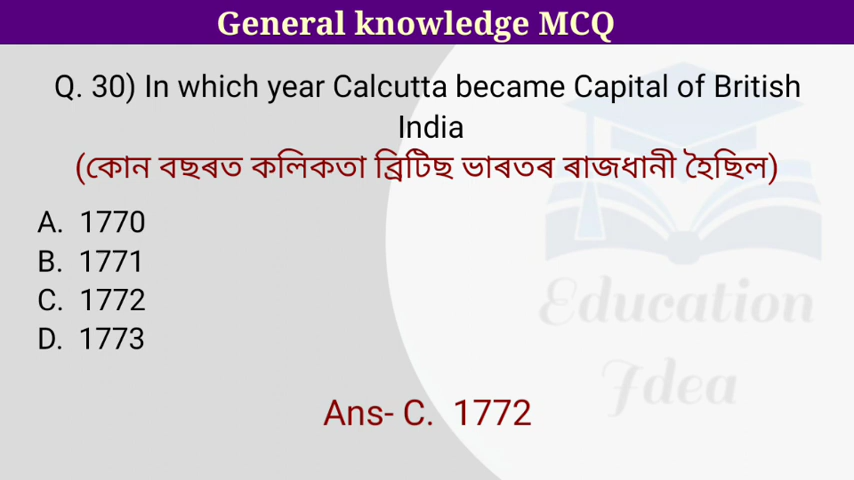 General knowledge MCQ
Q. 30) In which year Calcutta became Capital of British
India
(কোন বছৰত কলিকতা ব্ৰিটিছ ভাৰতৰ ৰাজধানী হৈছিল)
A. 1770
B. 1771
C. 1772
D. 1773
Education
Idea
Ans- C. 1772